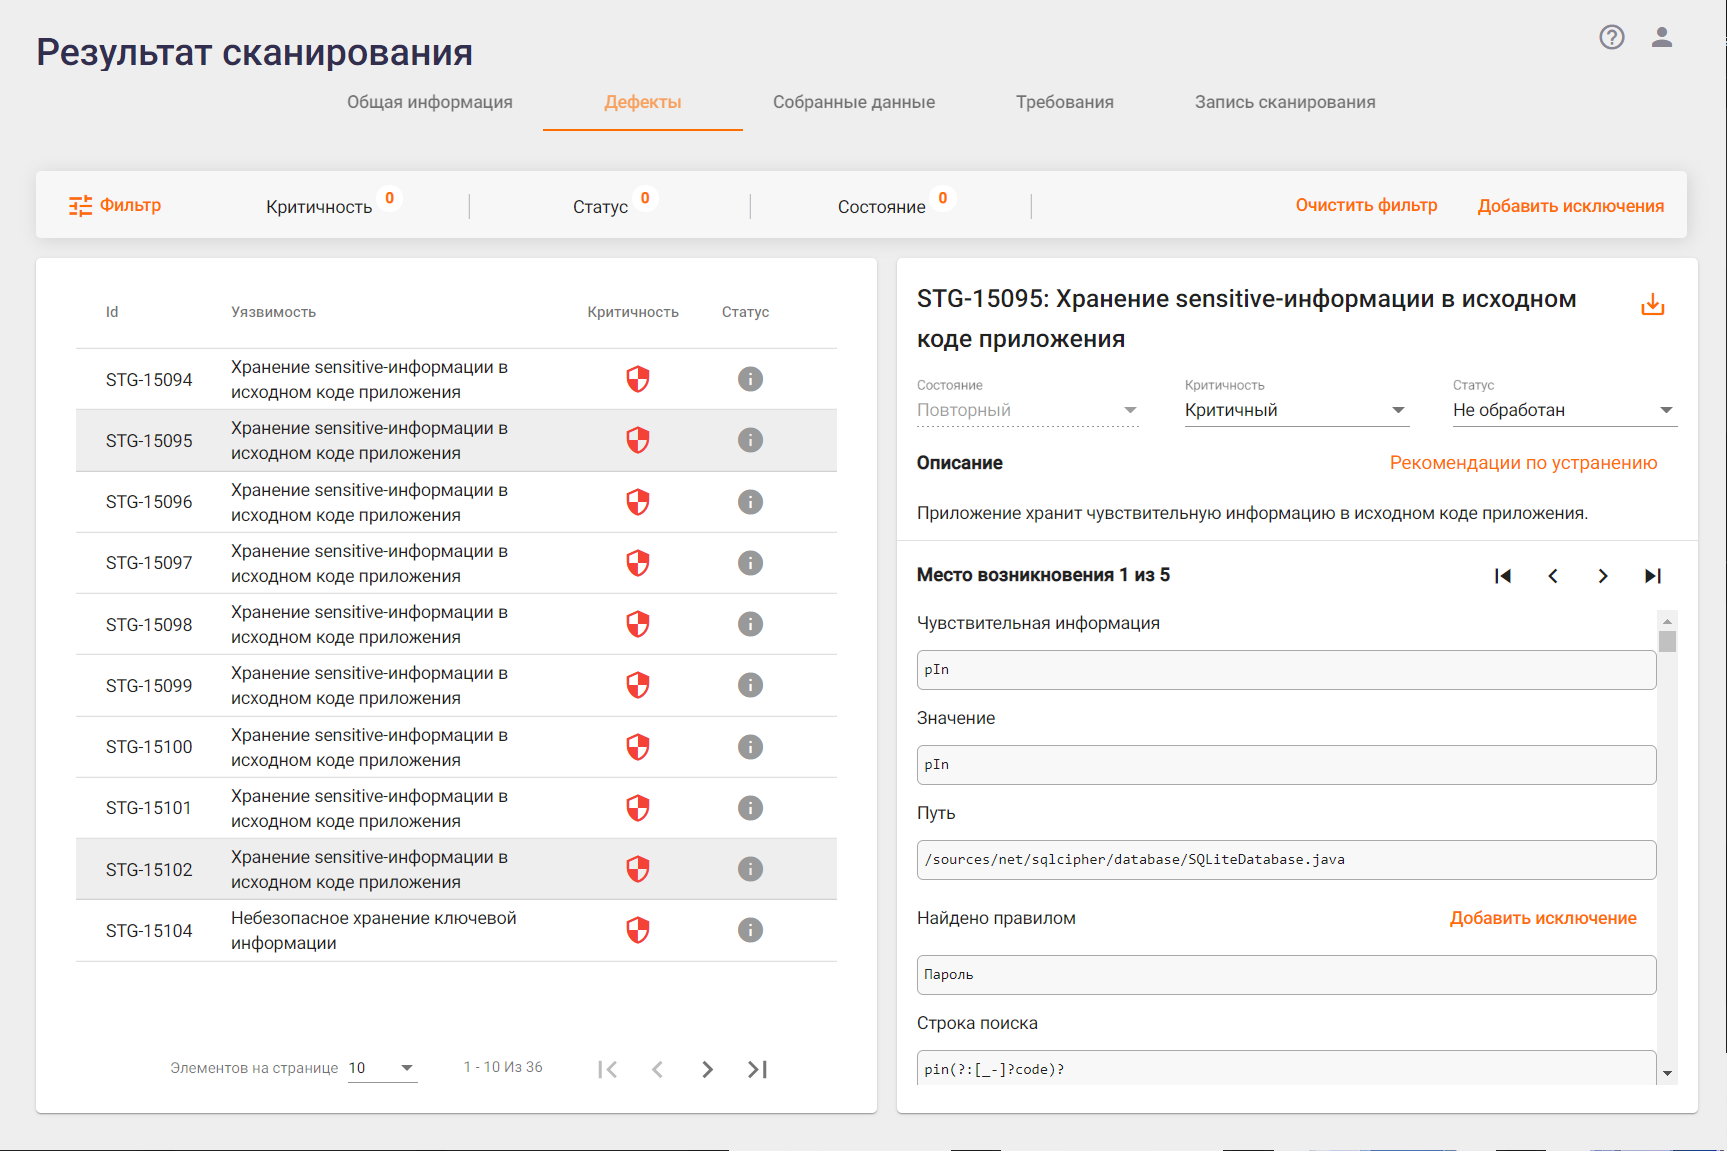 Результат сканирования
Общая информация
Дефекты
Собранные данные
Требования
Запись сканирования
Фильтр
Критичность 0
Статус 0
Состояние 0
Очистить фильтр
Добавить исключения
Id Уязвимость Критичность Статус
STG-15094
Хранение sensitive-информации в
исходном коде приложения
STG-15095
Хранение sensitive-информации в
исходном коде приложения
STG-15096
Хранение sensitive-информации в
исходном коде приложения
STG-15097
Хранение sensitive-информации в
исходном коде приложения
STG-15098
Хранение sensitive-информации в
исходном коде приложения
STG-15099
Хранение sensitive-информации в
исходном коде приложения
STG-15100
Хранение sensitive-информации в
исходном коде приложения
STG-15101
Хранение sensitive-информации в
исходном коде приложения
STG-15102
Хранение sensitive-информации в
исходном коде приложения
STG-15104
Небезопасное хранение ключевой
информации
Элементов на странице 10 1 - 10 Из 36
STG-15095: Хранение sensitive-информации в исходном
коде приложения
Состояние Критичность Статус
Повторный Критичный Не обработан
Описание
Рекомендации по устранению
Приложение хранит чувствительную информацию в исходном коде приложения.
Место возникновения 1 из 5
Чувствительная информация
pIn
Значение
pIn
Путь
/sources/net/sqlcipher/database/SQLiteDatabase.java
Найдено правилом
Добавить исключение
Пароль
Строка поиска
pin(?:[_-]?code)?